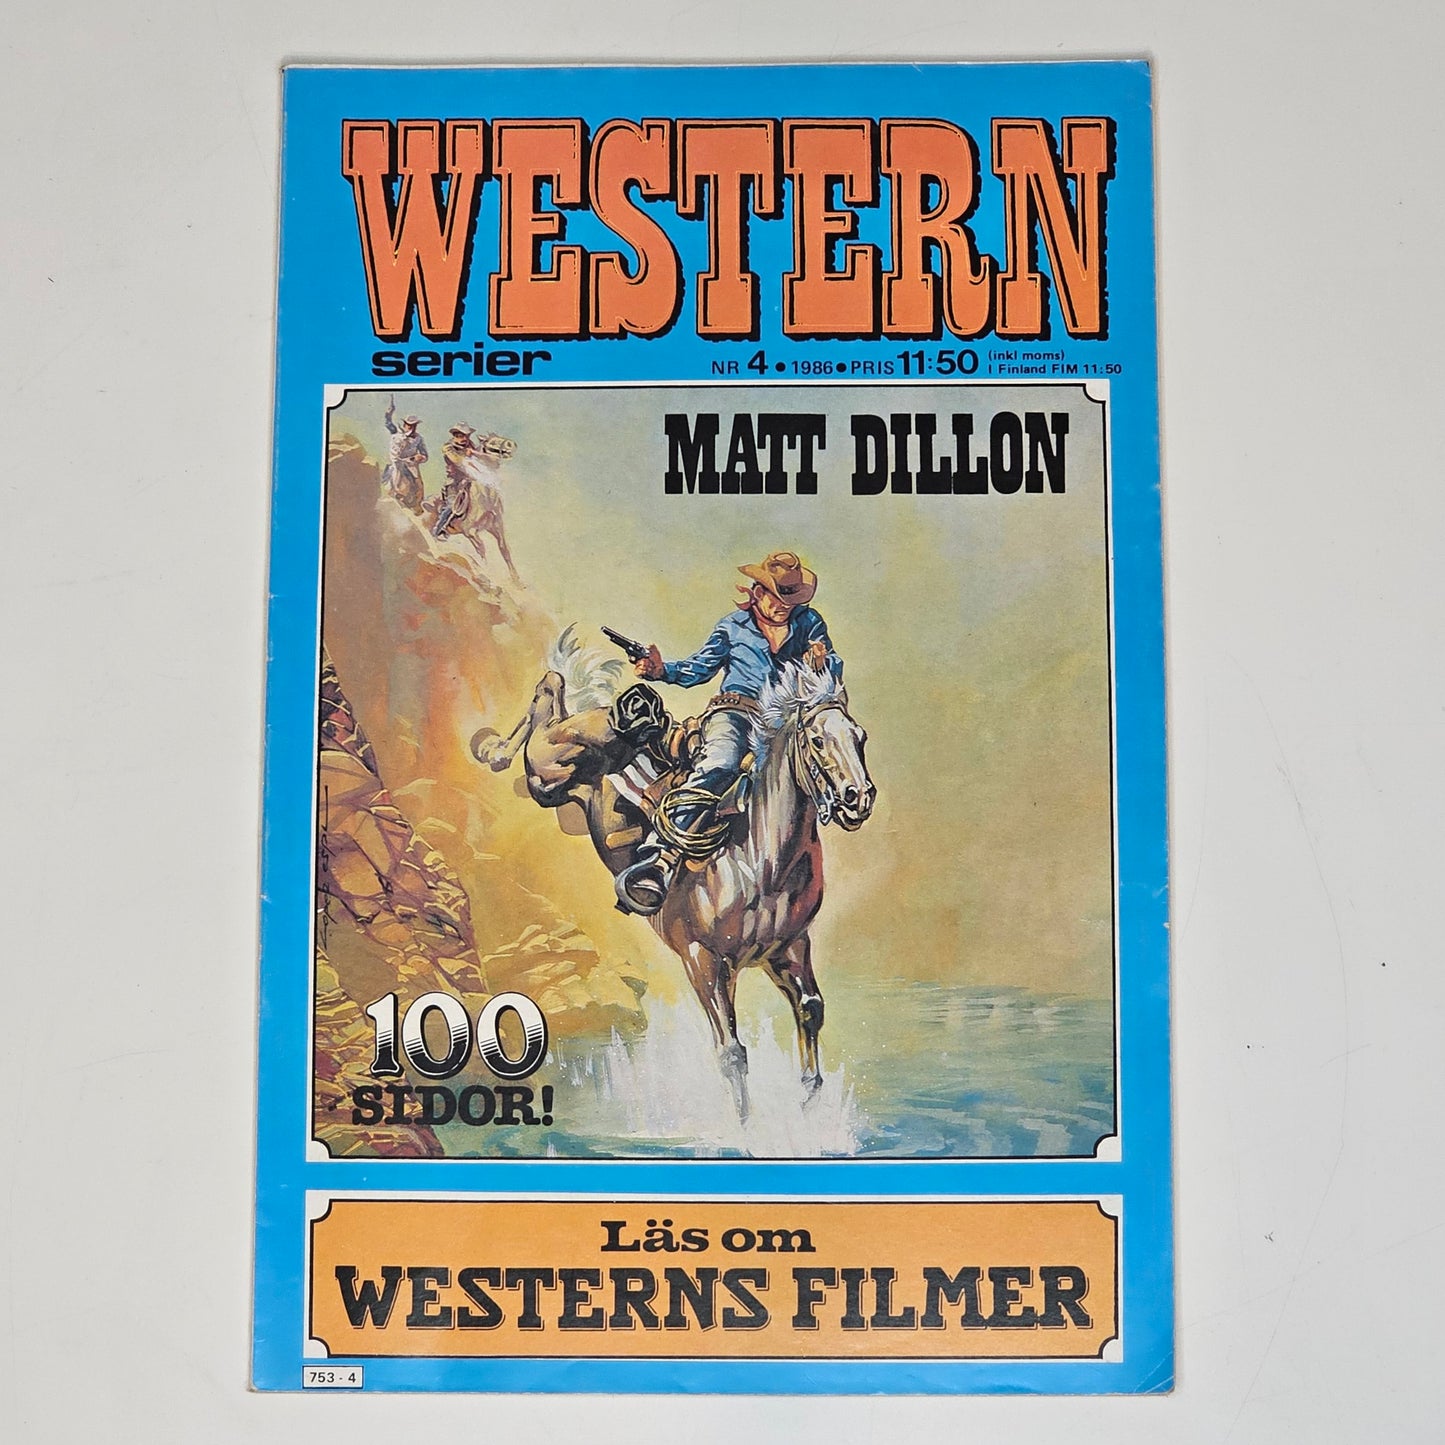 WESTERN
serier
NR 4 • 1986 • PRIS 11:50 (inkl moms)
I Finland FIM 11:50
MATT DILLON
100
SIDOR!
Läs om
WESTERNS FILMER
753 - 4